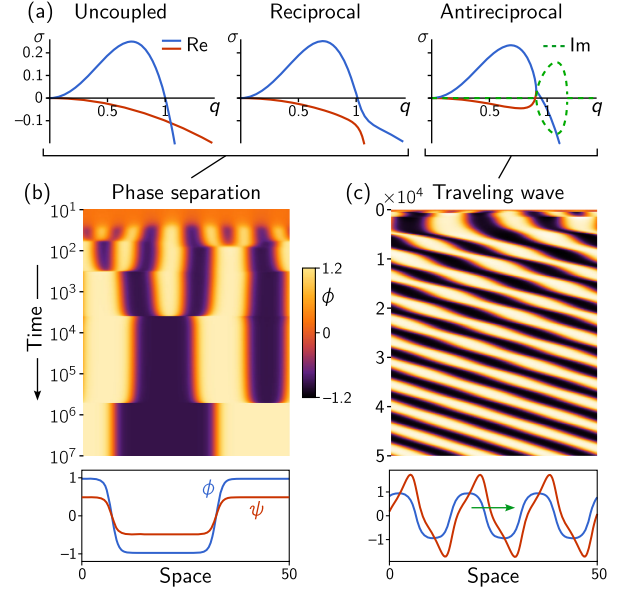 (a) Uncoupled Reciprocal Antireciprocal
σ σ σ
Re
Im
0.2
0.1
0
−0.1
0.5 1 q
0.5 1 q
0.5 1 q
(b) Phase separation
(c) Traveling wave
×10⁴
Time
10¹
10²
10³
10⁴
10⁵
10⁶
10⁷
1.2
ϕ
0
−1.2
0
1
2
3
4
5
1
0
−1
ϕ
ψ
0 Space 50
1
0
−1
0 Space 50